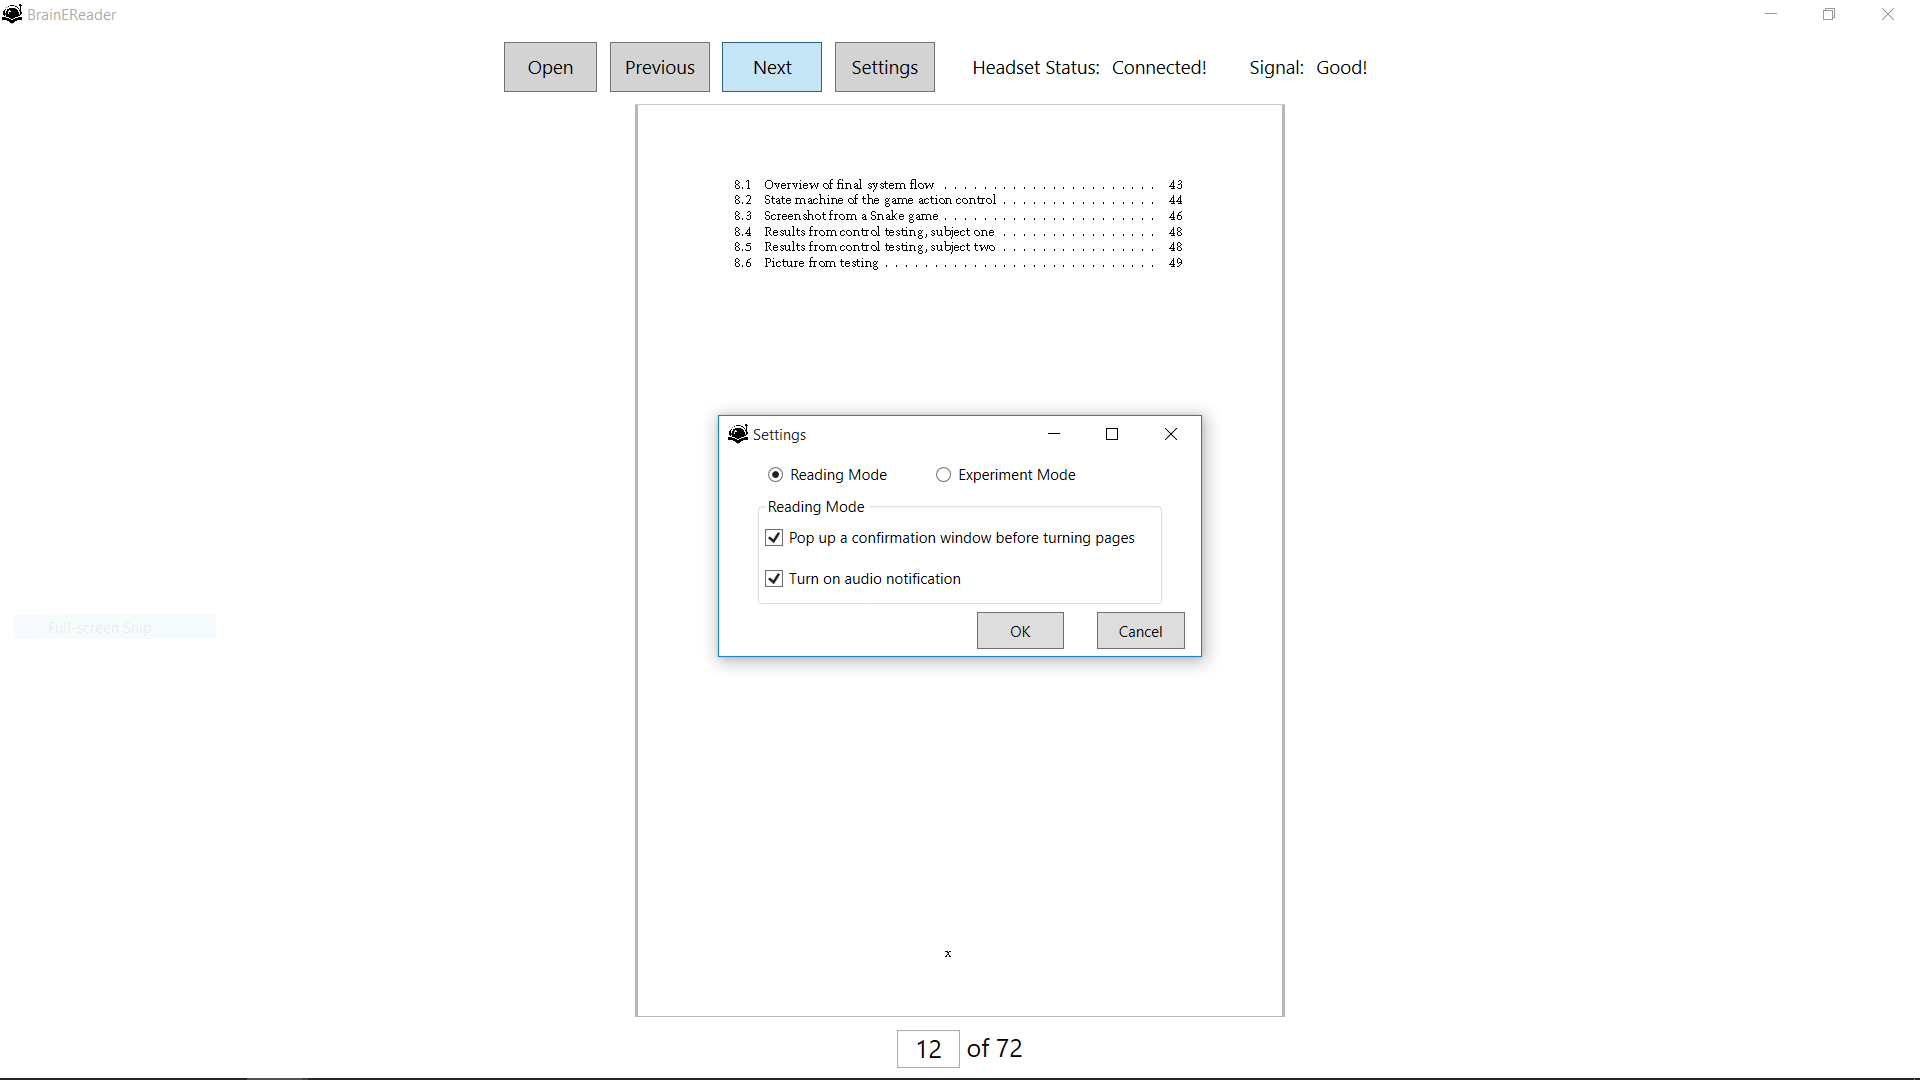 BrainEReader
Open Previous Next Settings Headset Status: Connected! Signal: Good!
8.1 Overview of final system flow . . . . . . . . . . . . . . . . . . . . . . 43
8.2 State machine of the game action control . . . . . . . . . . . . . . . . 44
8.3 Screenshot from a Snake game . . . . . . . . . . . . . . . . . . . . . . 46
8.4 Results from control testing, subject one . . . . . . . . . . . . . . . . 48
8.5 Results from control testing, subject two . . . . . . . . . . . . . . . . 48
8.6 Picture from testing . . . . . . . . . . . . . . . . . . . . . . . . . . . . 49
Settings
Reading Mode Experiment Mode
Reading Mode
Pop up a confirmation window before turning pages
Turn on audio notification
OK Cancel
Full-screen Snip
x
12 of 72